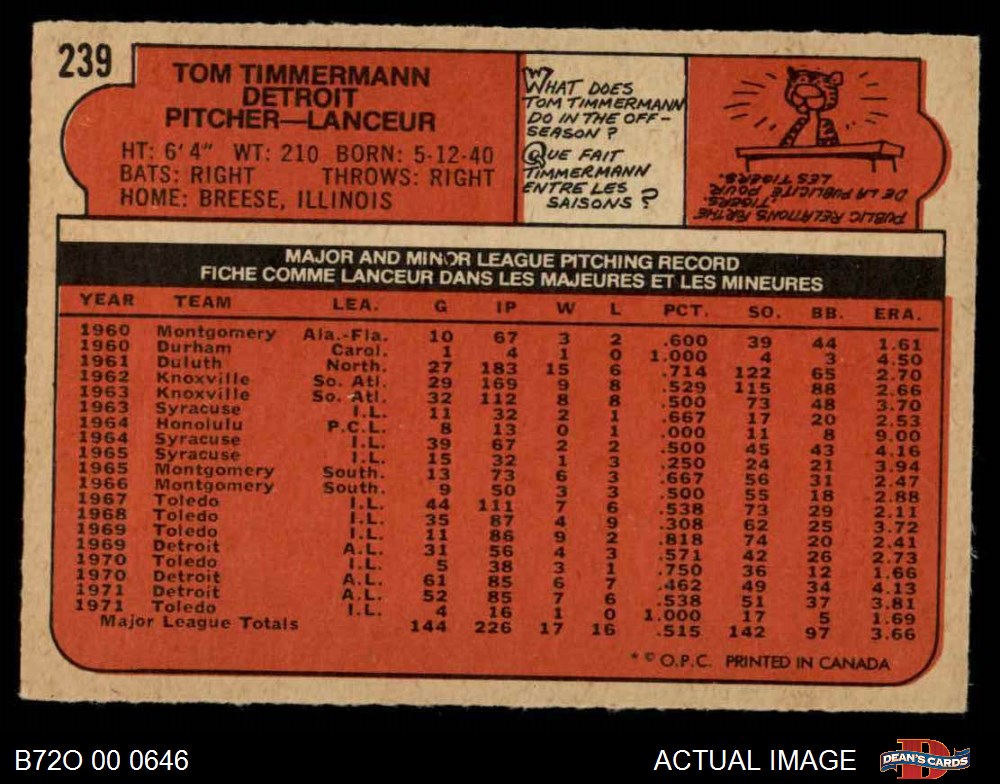 239
TOM TIMMERMANN
DETROIT
PITCHER—LANCEUR
HT: 6'4" WT: 210 BORN: 5-12-40
BATS: RIGHT THROWS: RIGHT
HOME: BREESE, ILLINOIS
WHAT DOES
TOM TIMMERMANN
DO IN THE OFF-
SEASON ?
QUE FAIT
TIMMERMANN
ENTRE LES
SAISONS ?
PUBLIC RELATIONS FOR THE
TIGERS.
DE LA PUBLICITÉ POUR
LES TIGERS.
MAJOR AND MINOR LEAGUE PITCHING RECORD
FICHE COMME LANCEUR DANS LES MAJEURES ET LES MINEURES
YEAR TEAM LEA. G IP W L PCT. SO. BB. ERA.
1960 Montgomery Ala.-Fla. 10 67 3 2 .600 39 44 1.61
1960 Durham Carol. 1 4 1 0 1.000 4 3 4.50
1961 Duluth North. 27 183 15 6 .714 122 65 2.70
1962 Knoxville So. Atl. 29 169 9 8 .529 115 88 2.66
1963 Knoxville So. Atl. 32 112 8 8 .500 73 48 3.70
1963 Syracuse I.L. 11 32 2 1 .667 17 20 2.53
1964 Honolulu P.C.L. 8 13 0 1 .000 11 8 9.00
1964 Syracuse I.L. 39 67 2 2 .500 45 43 4.16
1965 Syracuse I.L. 15 32 1 3 .250 24 21 3.94
1965 Montgomery South. 13 73 6 3 .667 56 31 2.47
1966 Montgomery South. 9 50 3 3 .500 55 18 2.88
1967 Toledo I.L. 44 111 7 6 .538 73 29 2.11
1968 Toledo I.L. 35 87 4 9 .308 62 25 3.72
1969 Toledo I.L. 11 86 9 2 .818 74 20 2.41
1969 Detroit A.L. 31 56 4 3 .571 42 26 2.73
1970 Toledo I.L. 5 38 3 1 .750 36 12 1.66
1970 Detroit A.L. 61 85 6 7 .462 49 34 4.13
1971 Detroit A.L. 52 85 7 6 .538 51 37 3.81
1971 Toledo I.L. 4 16 1 0 1.000 17 5 1.69
Major League Totals 144 226 17 16 .515 142 97 3.66
* © O.P.C. PRINTED IN CANADA
B72O 00 0646
ACTUAL IMAGE
DEAN'S CARDS